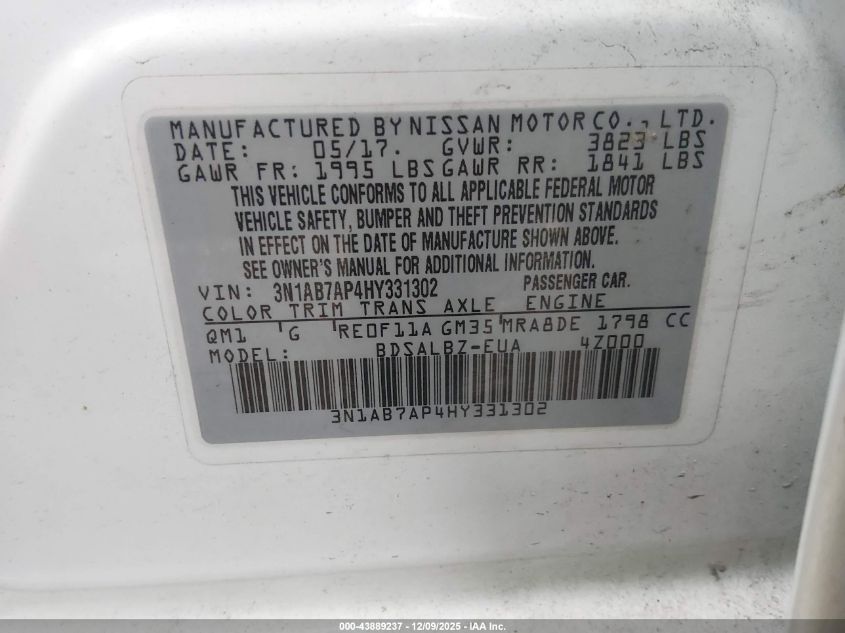 MANUFACTURED BY NISSAN MOTOR CO., LTD.
DATE: 05/17. GVWR: 3823 LBS
GAWR FR: 1995 LBS GAWR RR: 1841 LBS
THIS VEHICLE CONFORMS TO ALL APPLICABLE FEDERAL MOTOR
VEHICLE SAFETY, BUMPER AND THEFT PREVENTION STANDARDS
IN EFFECT ON THE DATE OF MANUFACTURE SHOWN ABOVE.
SEE OWNER'S MANUAL FOR ADDITIONAL INFORMATION.
VIN: 3N1AB7AP4HY331302 PASSENGER CAR.
COLOR TRIM TRANS AXLE ENGINE
QM1 'G 'RE0F11A GM35 MRA8DE 1798 CC
MODEL: BDSALBZ-EUA 4Z000
3N1AB7AP4HY331302
000-43889237 - 12/09/2025 - IAA, Inc.